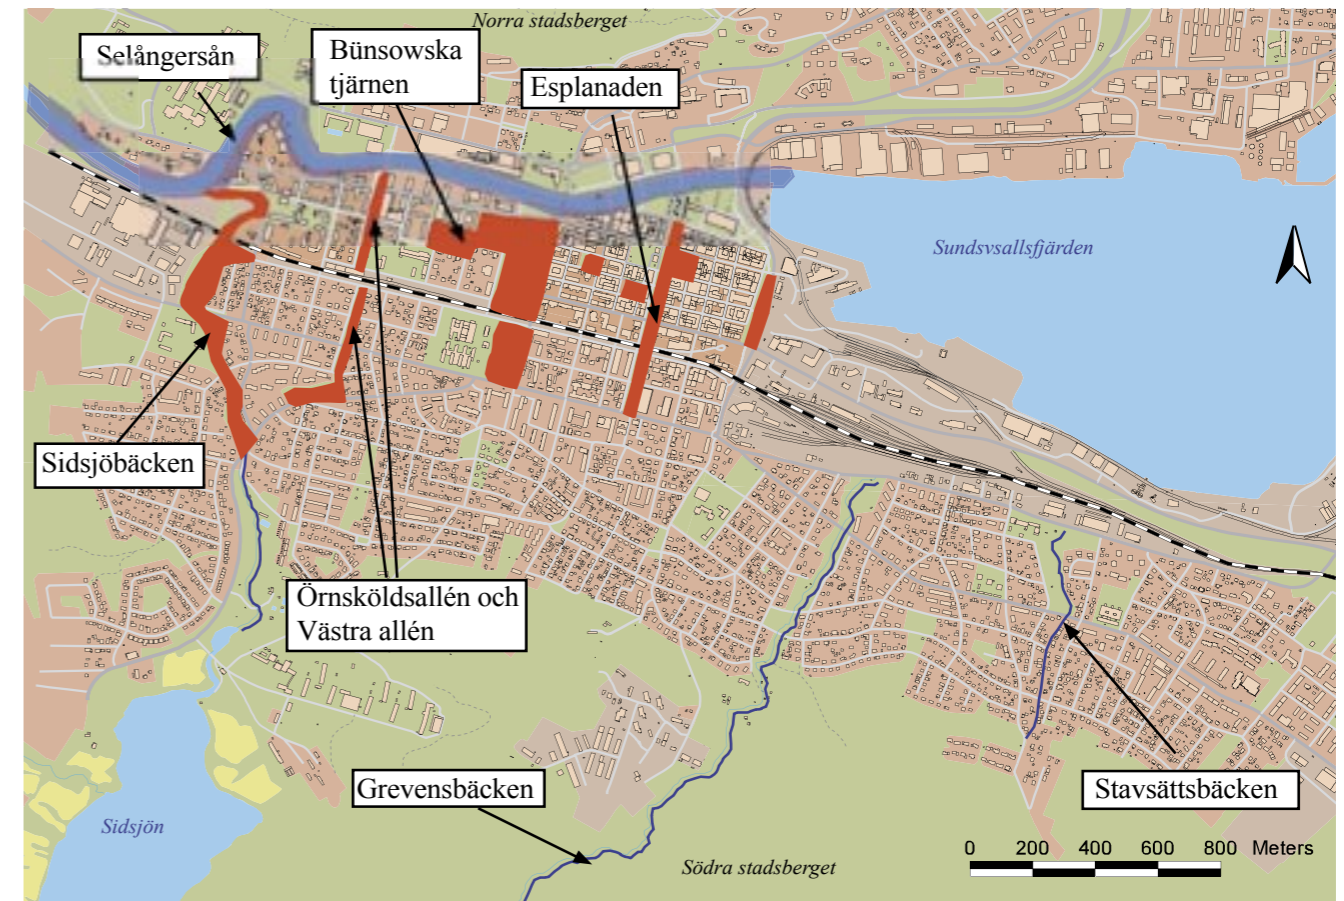 Norra stadsberget
Selångersån
Bünsowska
tjärnen
Esplanaden
Sundsvsallsfjärden
Sidsjöbäcken
Örnsköldsallén och
Västra allén
Grevensbäcken
Stavsättsbäcken
Sidsjön
Södra stadsberget
0 200 400 600 800 Meters